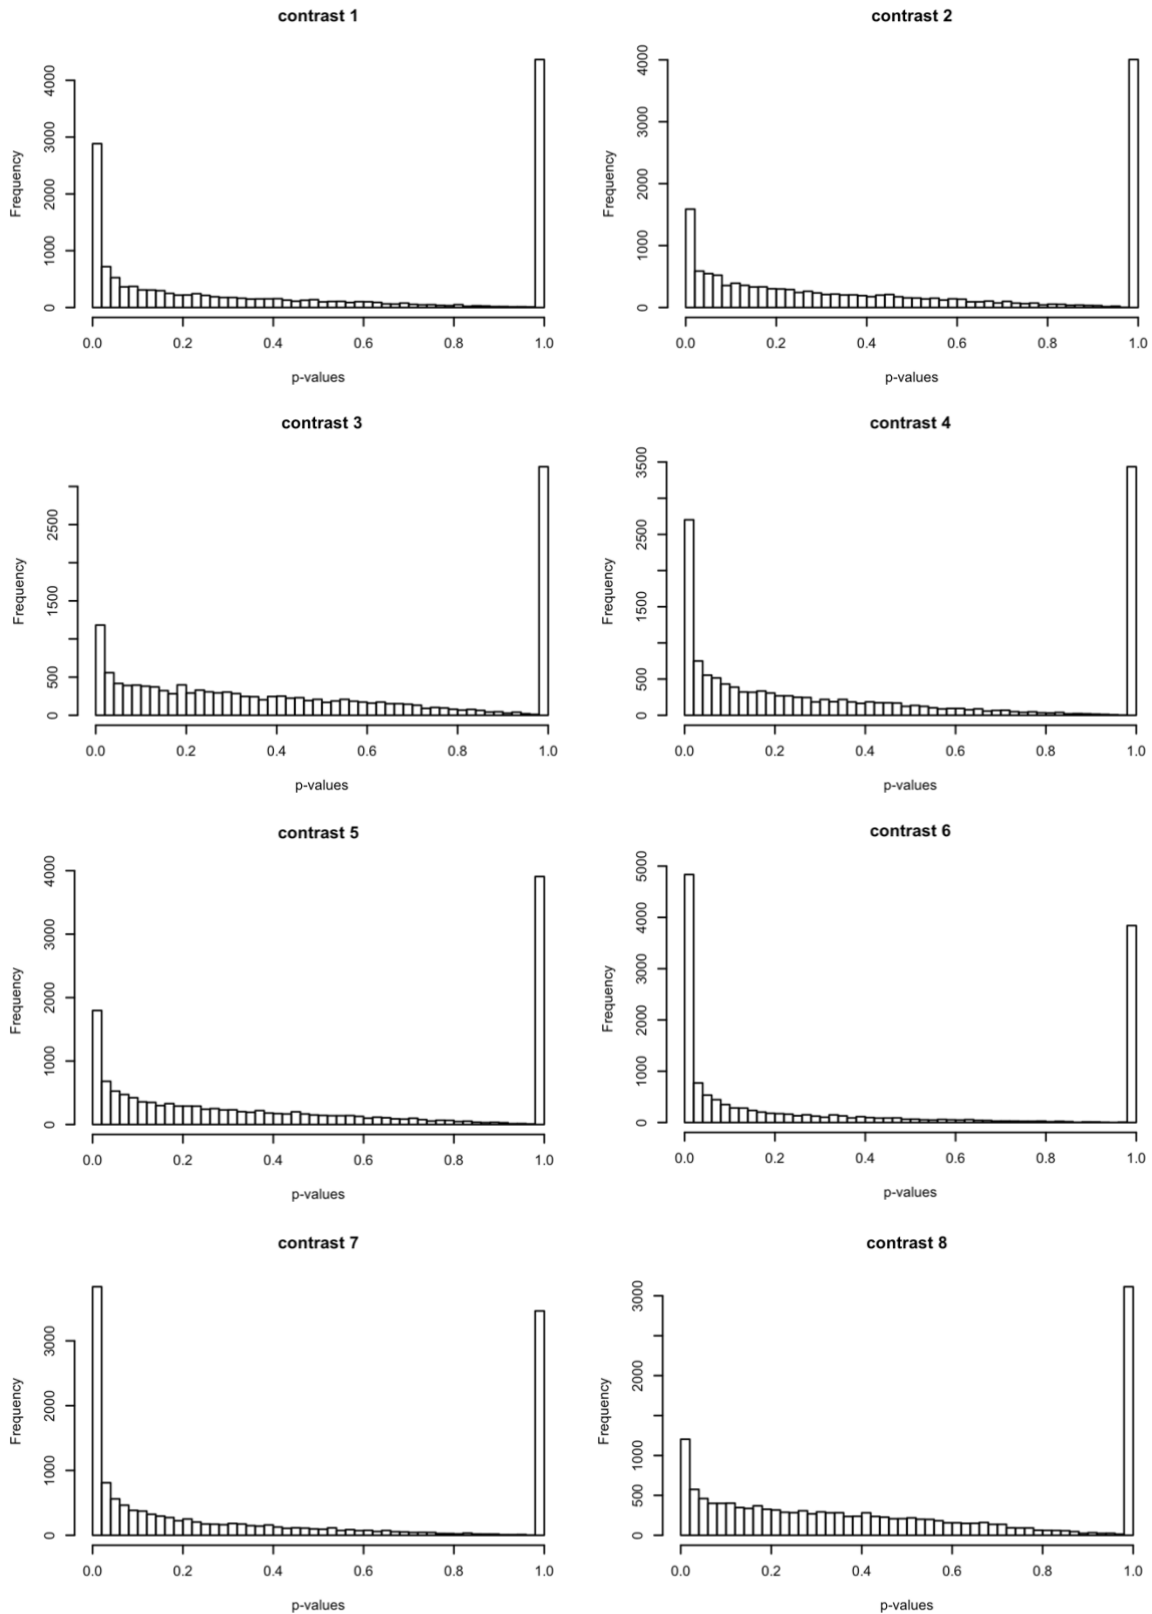 contrast 1
Frequency
0 1000 2000 3000 4000
0.0 0.2 0.4 0.6 0.8 1.0
p-values
contrast 2
Frequency
0 1000 2000 3000 4000
0.0 0.2 0.4 0.6 0.8 1.0
p-values
contrast 3
Frequency
0 500 1500 2500
0.0 0.2 0.4 0.6 0.8 1.0
p-values
contrast 4
Frequency
0 500 1500 2500 3500
0.0 0.2 0.4 0.6 0.8 1.0
p-values
contrast 5
Frequency
0 1000 2000 3000 4000
0.0 0.2 0.4 0.6 0.8 1.0
p-values
contrast 6
Frequency
0 1000 2000 3000 4000 5000
0.0 0.2 0.4 0.6 0.8 1.0
p-values
contrast 7
Frequency
0 1000 2000 3000
0.0 0.2 0.4 0.6 0.8 1.0
p-values
contrast 8
Frequency
0 500 1000 2000 3000
0.0 0.2 0.4 0.6 0.8 1.0
p-values